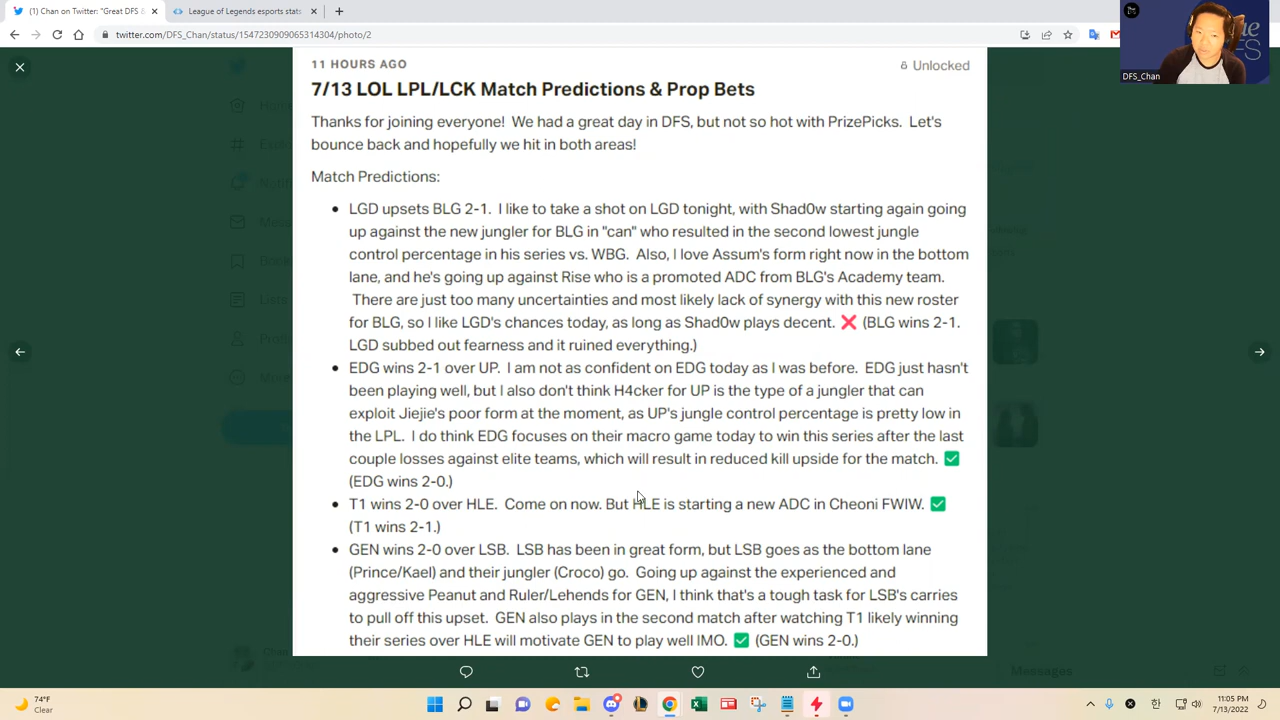 (1) Chan on Twitter: "Great DFS &
League of Legends esports stats
twitter.com/DFS_Chan/status/1547230909065314304/photo/2
DFS_Chan
11 HOURS AGO
Unlocked
7/13 LOL LPL/LCK Match Predictions & Prop Bets
Thanks for joining everyone! We had a great day in DFS, but not so hot with PrizePicks. Let's
bounce back and hopefully we hit in both areas!
Match Predictions:
LGD upsets BLG 2-1. I like to take a shot on LGD tonight, with Shad0w starting again going
up against the new jungler for BLG in "can" who resulted in the second lowest jungle
control percentage in his series vs. WBG. Also, I love Assum's form right now in the bottom
lane, and he's going up against Rise who is a promoted ADC from BLG's Academy team.
There are just too many uncertainties and most likely lack of synergy with this new roster
for BLG, so I like LGD's chances today, as long as Shad0w plays decent. ❌ (BLG wins 2-1.
LGD subbed out fearness and it ruined everything.)
EDG wins 2-1 over UP. I am not as confident on EDG today as I was before. EDG just hasn't
been playing well, but I also don't think H4cker for UP is the type of a jungler that can
exploit Jiejie's poor form at the moment, as UP's jungle control percentage is pretty low in
the LPL. I do think EDG focuses on their macro game today to win this series after the last
couple losses against elite teams, which will result in reduced kill upside for the match. ✅
(EDG wins 2-0.)
T1 wins 2-0 over HLE. Come on now. But HLE is starting a new ADC in Cheoni FWIW. ✅
(T1 wins 2-1.)
GEN wins 2-0 over LSB. LSB has been in great form, but LSB goes as the bottom lane
(Prince/Kael) and their jungler (Croco) go. Going up against the experienced and
aggressive Peanut and Ruler/Lehends for GEN, I think that's a tough task for LSB's carries
to pull off this upset. GEN also plays in the second match after watching T1 likely winning
their series over HLE will motivate GEN to play well IMO. ✅ (GEN wins 2-0.)
Messages
74°F
Clear
11:05 PM
7/13/2022